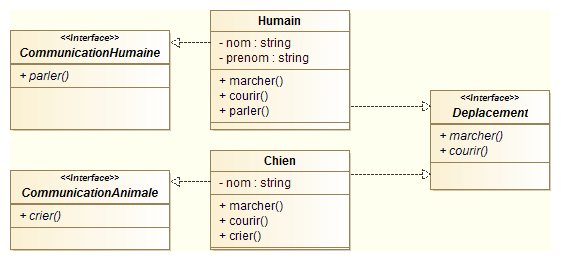 <<Interface>>
CommunicationHumaine
+ parler()
Humain
- nom : string
- prenom : string
+ marcher()
+ courir()
+ parler()
<<Interface>>
Deplacement
+ marcher()
+ courir()
<<Interface>>
CommunicationAnimale
+ crier()
Chien
- nom : string
+ marcher()
+ courir()
+ crier()